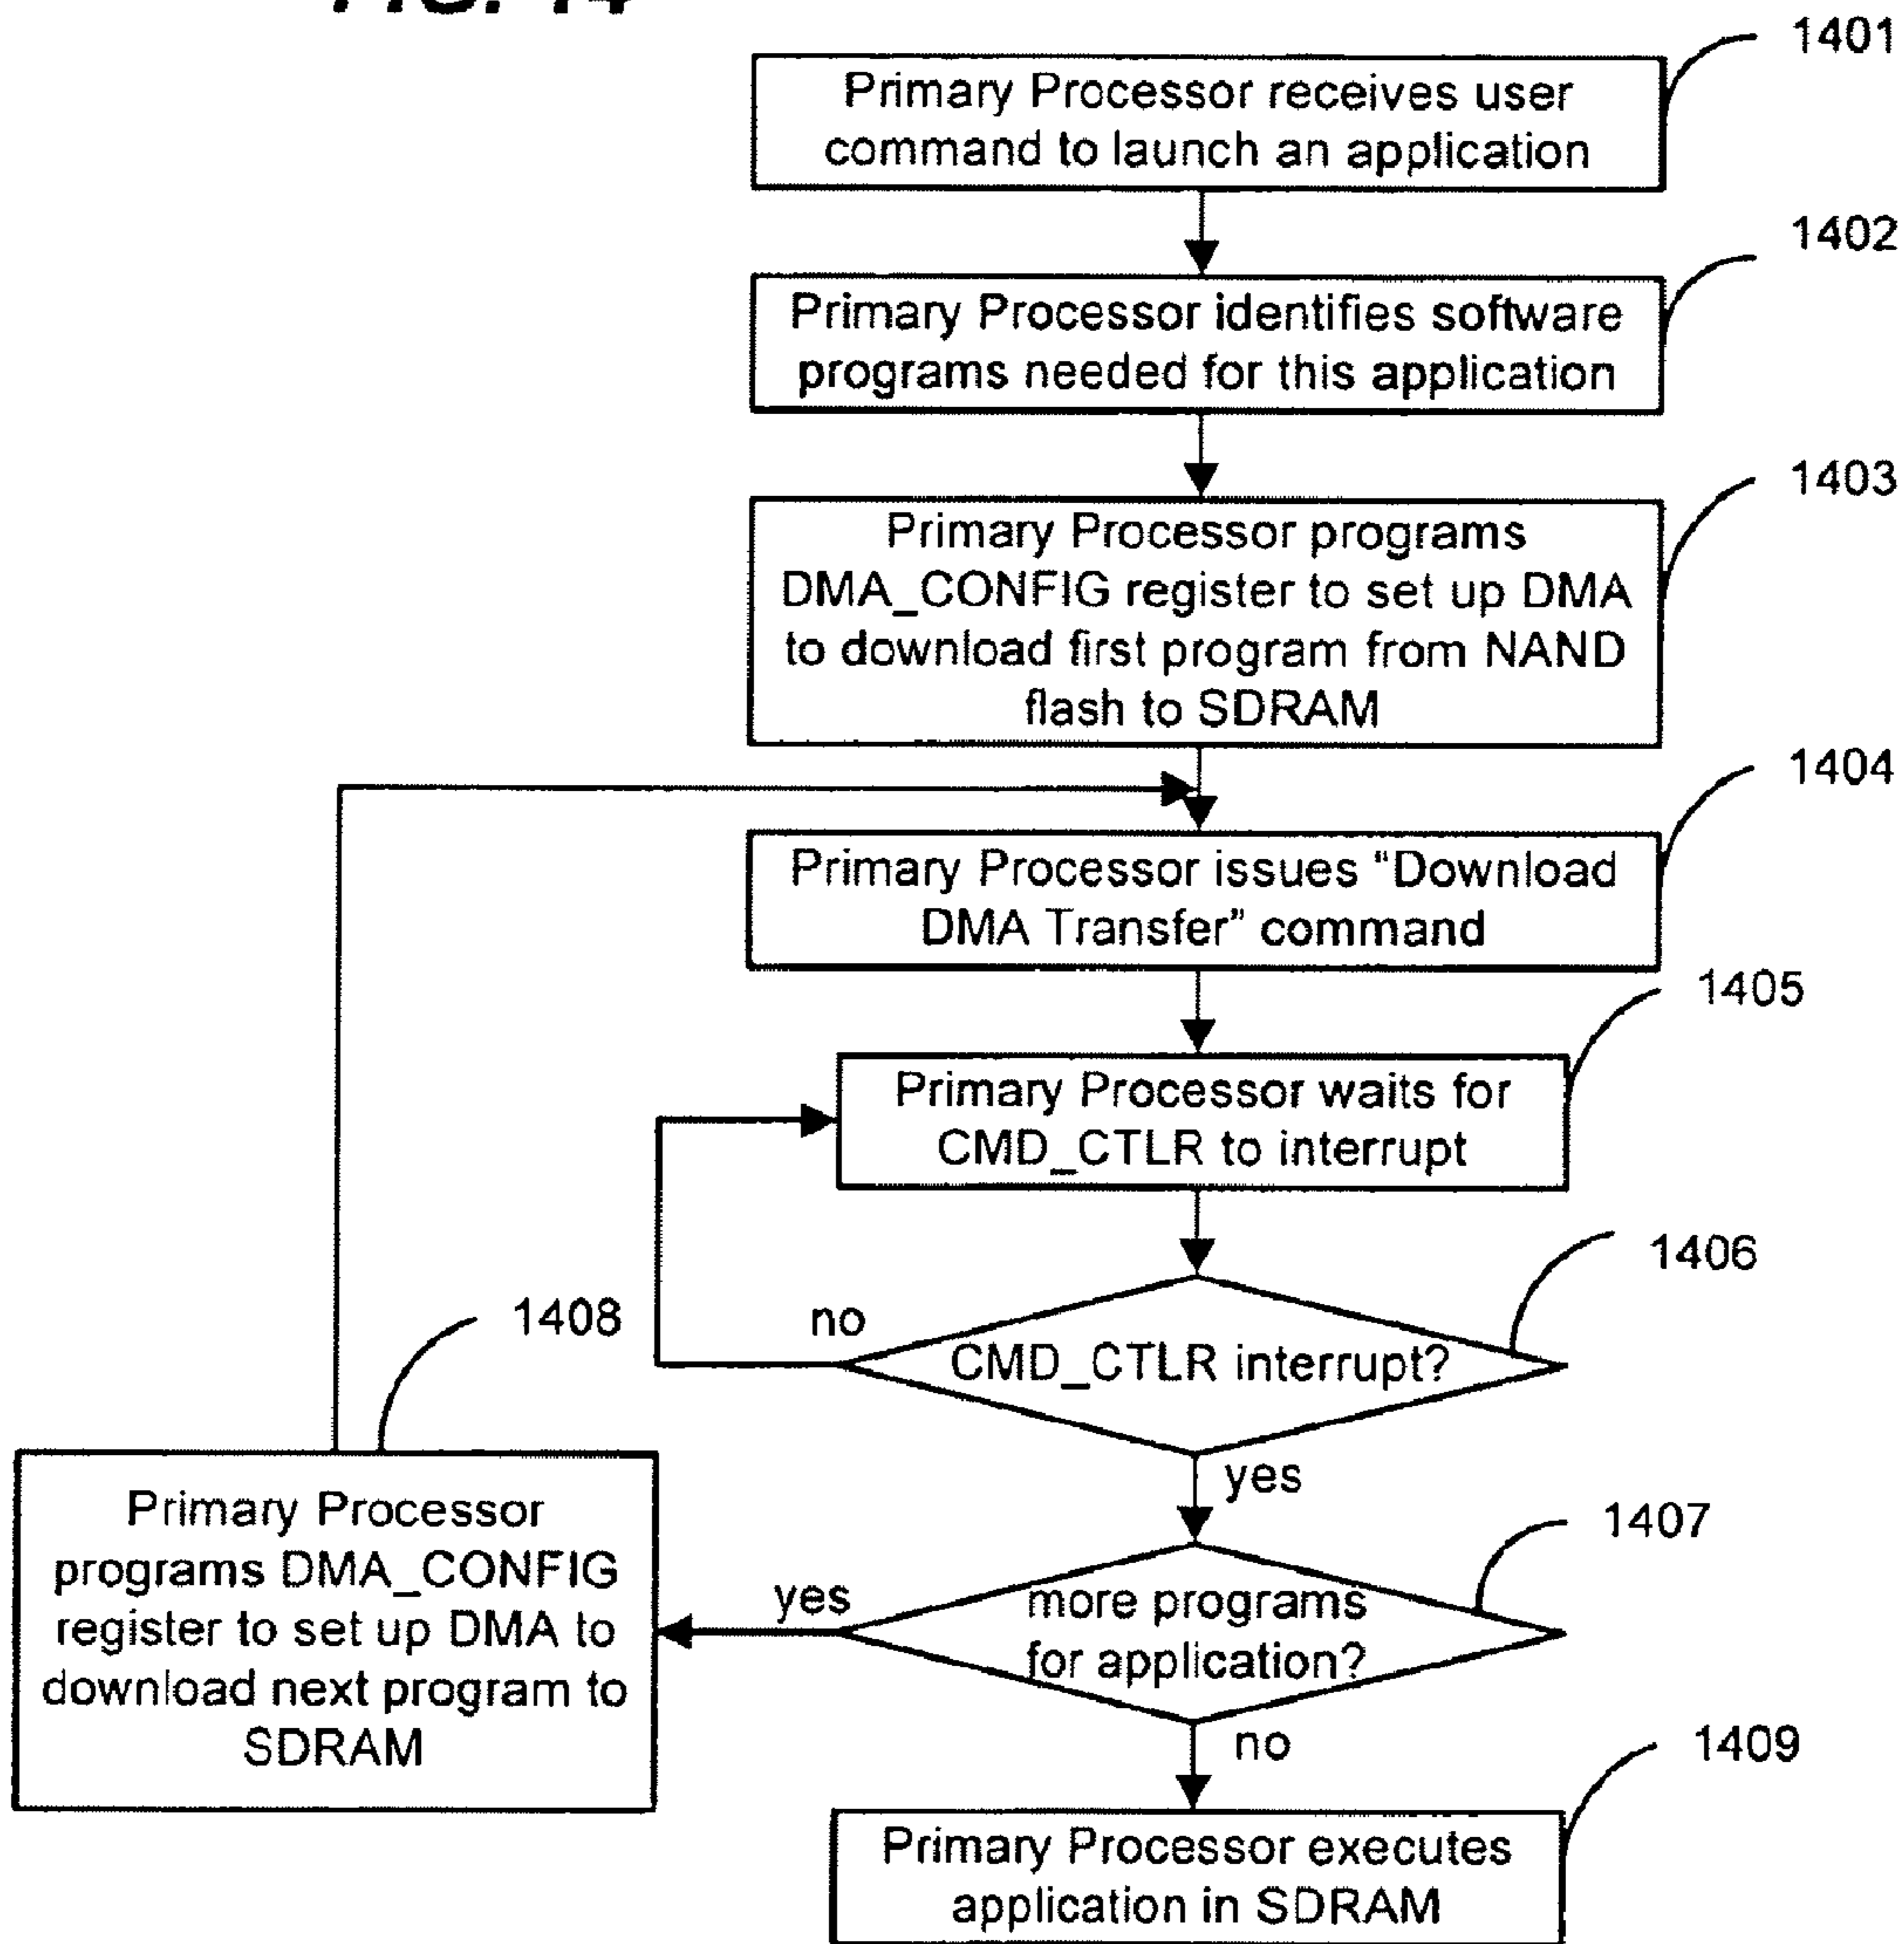 FIG. 14
1401
Primary Processor receives user
command to launch an application
1402
Primary Processor identifies software
programs needed for this application
1403
Primary Processor programs
DMA_CONFIG register to set up DMA
to download first program from NAND
flash to SDRAM
1404
Primary Processor issues "Download
DMA Transfer" command
1405
Primary Processor waits for
CMD_CTLR to interrupt
1406
no
CMD_CTLR interrupt?
yes
1408
Primary Processor
programs DMA_CONFIG
register to set up DMA to
download next program to
SDRAM
1407
yes
more programs
for application?
no
1409
Primary Processor executes
application in SDRAM